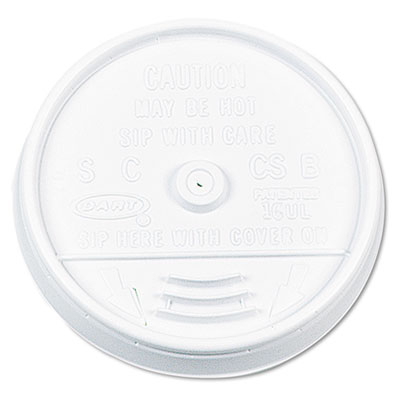 CAUTION
MAY BE HOT
SIP WITH CARE
S C CS B
DART PATENTED
16UL
SIP HERE WITH COVER ON